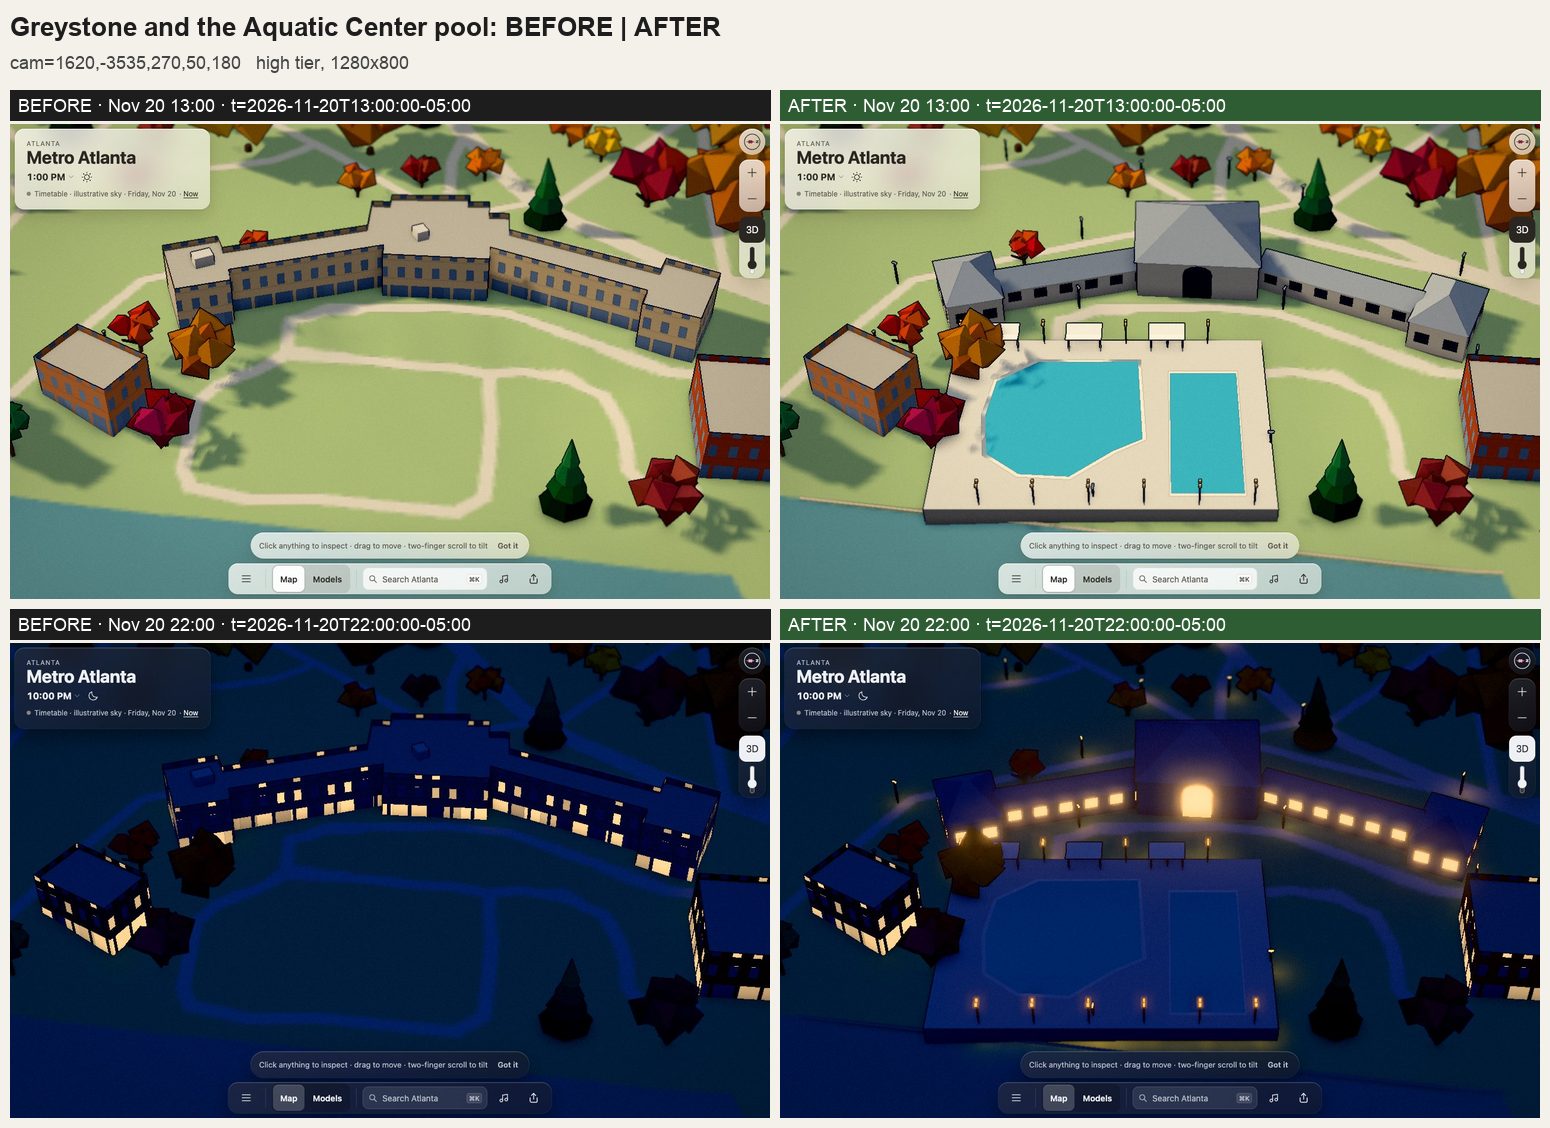 Greystone and the Aquatic Center pool: BEFORE | AFTER
cam=1620,-3535,270,50,180 high tier, 1280x800
BEFORE · Nov 20 13:00 · t=2026-11-20T13:00:00-05:00
ATLANTA
Metro Atlanta
1:00 PM
Timetable · illustrative sky · Friday, Nov 20 · Now
+
−
3D
Click anything to inspect · drag to move · two-finger scroll to tilt Got it
Map Models Search Atlanta ⌘K
AFTER · Nov 20 13:00 · t=2026-11-20T13:00:00-05:00
ATLANTA
Metro Atlanta
1:00 PM
Timetable · illustrative sky · Friday, Nov 20 · Now
+
−
3D
Click anything to inspect · drag to move · two-finger scroll to tilt Got it
Map Models Search Atlanta ⌘K
BEFORE · Nov 20 22:00 · t=2026-11-20T22:00:00-05:00
ATLANTA
Metro Atlanta
10:00 PM
Timetable · illustrative sky · Friday, Nov 20 · Now
+
−
3D
Click anything to inspect · drag to move · two-finger scroll to tilt Got it
Map Models Search Atlanta ⌘K
AFTER · Nov 20 22:00 · t=2026-11-20T22:00:00-05:00
ATLANTA
Metro Atlanta
10:00 PM
Timetable · illustrative sky · Friday, Nov 20 · Now
+
−
3D
Click anything to inspect · drag to move · two-finger scroll to tilt Got it
Map Models Search Atlanta ⌘K